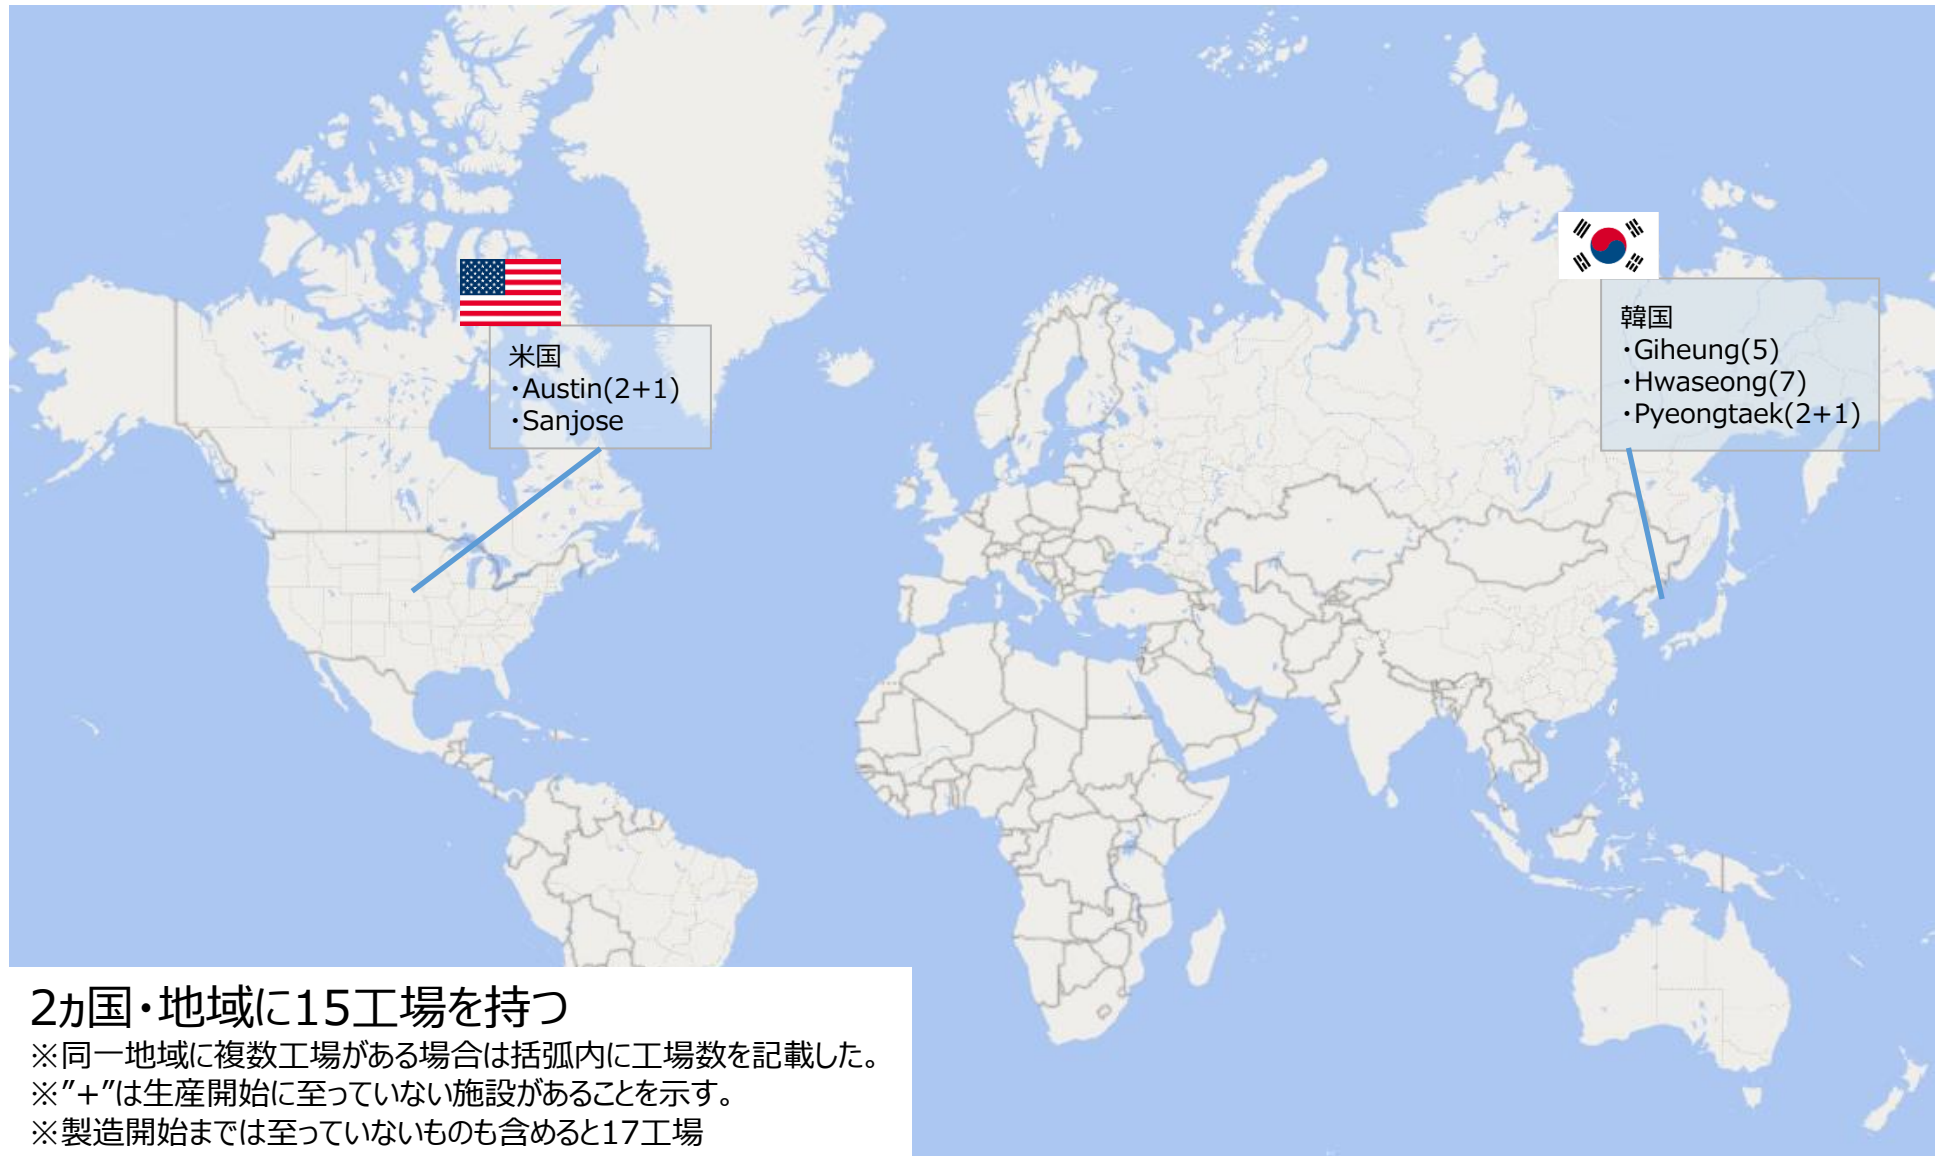 米国
・Austin(2+1)
・Sanjose
韓国
・Giheung(5)
・Hwaseong(7)
・Pyeongtaek(2+1)
2ヵ国・地域に15工場を持つ
※同一地域に複数工場がある場合は括弧内に工場数を記載した。
※”+”は生産開始に至っていない施設があることを示す。
※製造開始までは至っていないものも含めると17工場